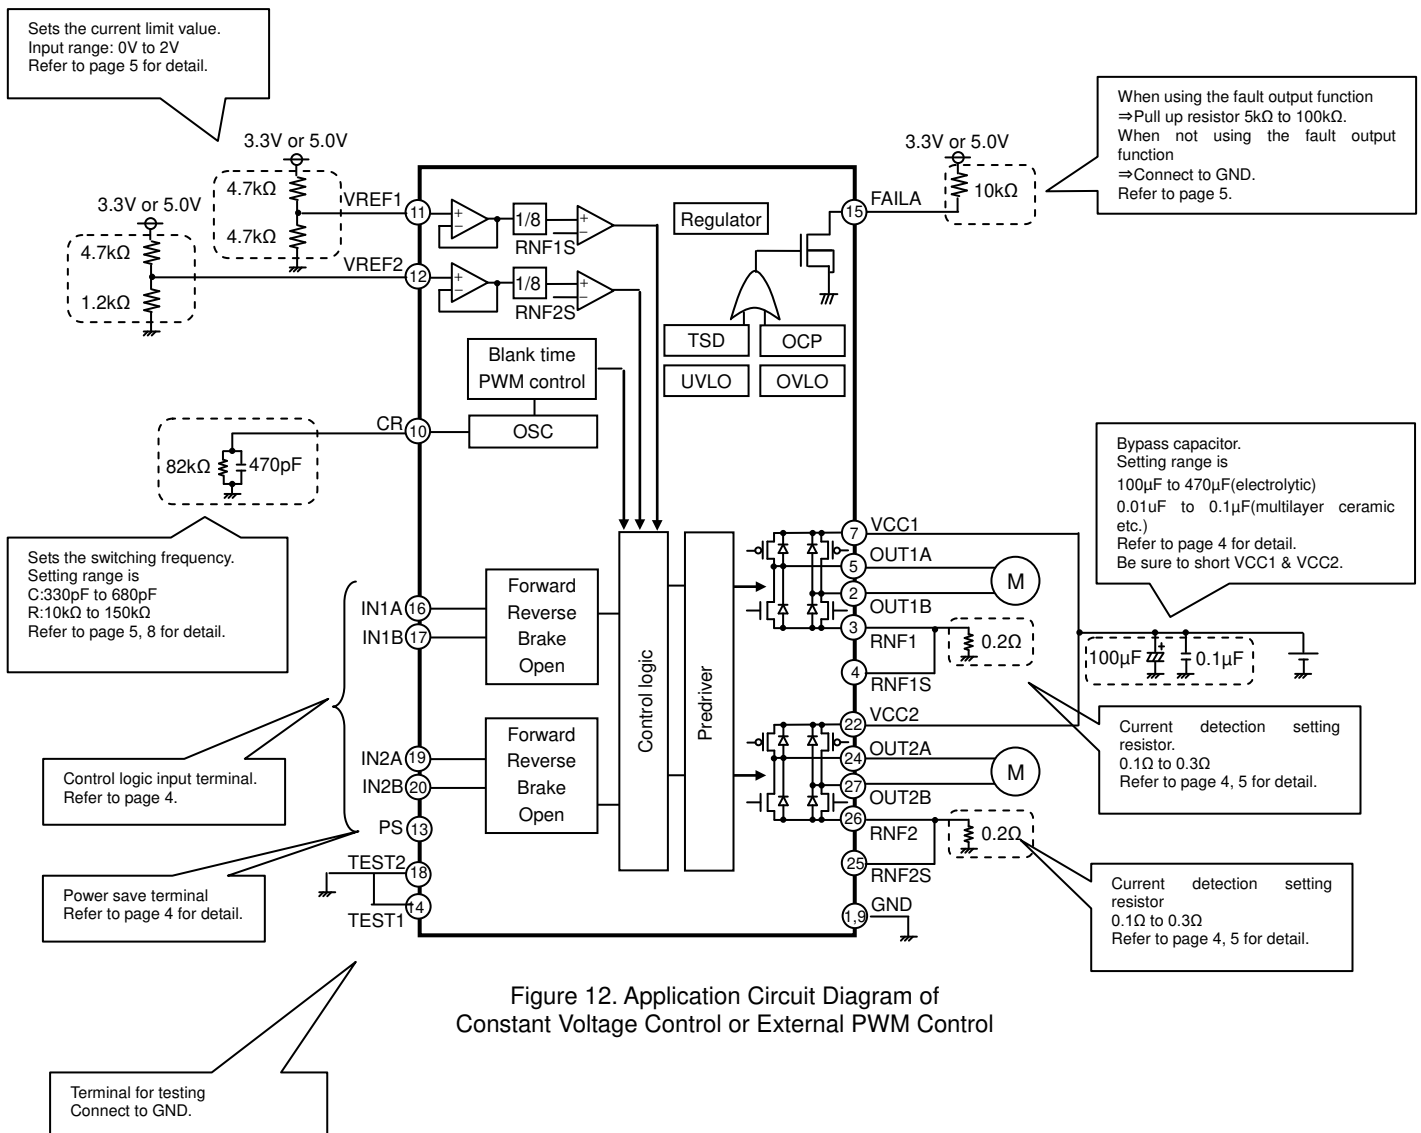 Sets the current limit value.
Input range: 0V to 2V
Refer to page 5 for detail.
When using the fault output function
⇒Pull up resistor 5kΩ to 100kΩ.
When not using the fault output
function
⇒Connect to GND.
Refer to page 5.
3.3V or 5.0V
4.7kΩ
4.7kΩ
VREF1
11
1/8
RNF1S
3.3V or 5.0V
4.7kΩ
1.2kΩ
VREF2
12
1/8
RNF2S
Regulator
3.3V or 5.0V
10kΩ
15
FAILA
TSD
OCP
UVLO
OVLO
Blank time
PWM control
OSC
CR
10
82kΩ
470pF
Sets the switching frequency.
Setting range is
C:330pF to 680pF
R:10kΩ to 150kΩ
Refer to page 5, 8 for detail.
Bypass capacitor.
Setting range is
100µF to 470µF(electrolytic)
0.01uF to 0.1µF(multilayer ceramic
etc.)
Refer to page 4 for detail.
Be sure to short VCC1 & VCC2.
IN1A
16
IN1B
17
Forward
Reverse
Brake
Open
IN2A
19
IN2B
20
Forward
Reverse
Brake
Open
Control logic
Predriver
PS
13
TEST2
18
14
TEST1
7
VCC1
5
OUT1A
2
OUT1B
M
3
RNF1
0.2Ω
4
RNF1S
100µF
+
0.1µF
22
VCC2
24
OUT2A
27
OUT2B
M
26
RNF2
0.2Ω
25
RNF2S
1,9
GND
Control logic input terminal.
Refer to page 4.
Power save terminal
Refer to page 4 for detail.
Current detection setting
resistor.
0.1Ω to 0.3Ω
Refer to page 4, 5 for detail.
Current detection setting
resistor
0.1Ω to 0.3Ω
Refer to page 4, 5 for detail.
Figure 12. Application Circuit Diagram of
Constant Voltage Control or External PWM Control
Terminal for testing
Connect to GND.